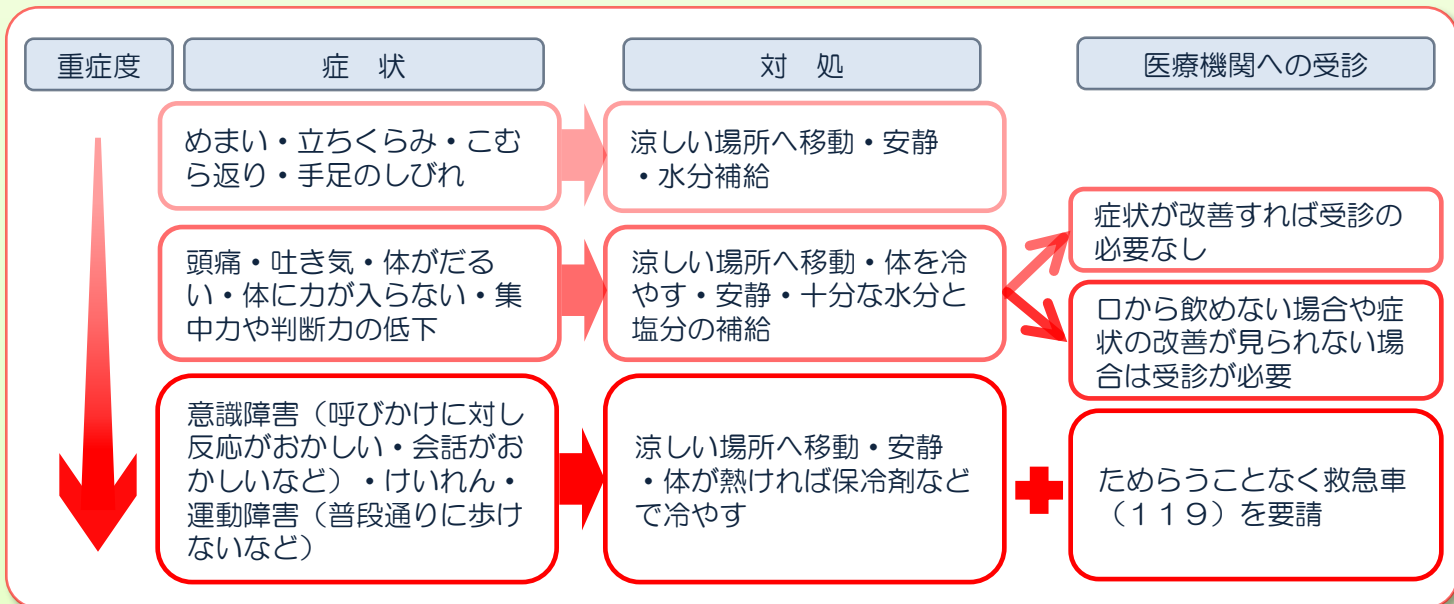 重症度
症　状
対　処
医療機関への受診
めまい・立ちくらみ・こむ
ら返り・手足のしびれ
涼しい場所へ移動・安静
・水分補給
頭痛・吐き気・体がだる
い・体に力が入らない・集
中力や判断力の低下
涼しい場所へ移動・体を冷
やす・安静・十分な水分と
塩分の補給
症状が改善すれば受診の
必要なし
口から飲めない場合や症
状の改善が見られない場
合は受診が必要
意識障害（呼びかけに対し
反応がおかしい・会話がお
かしいなど）・けいれん・
運動障害（普段通りに歩け
ないなど）
涼しい場所へ移動・安静
・体が熱ければ保冷剤など
で冷やす
ためらうことなく救急車
（１１９）を要請